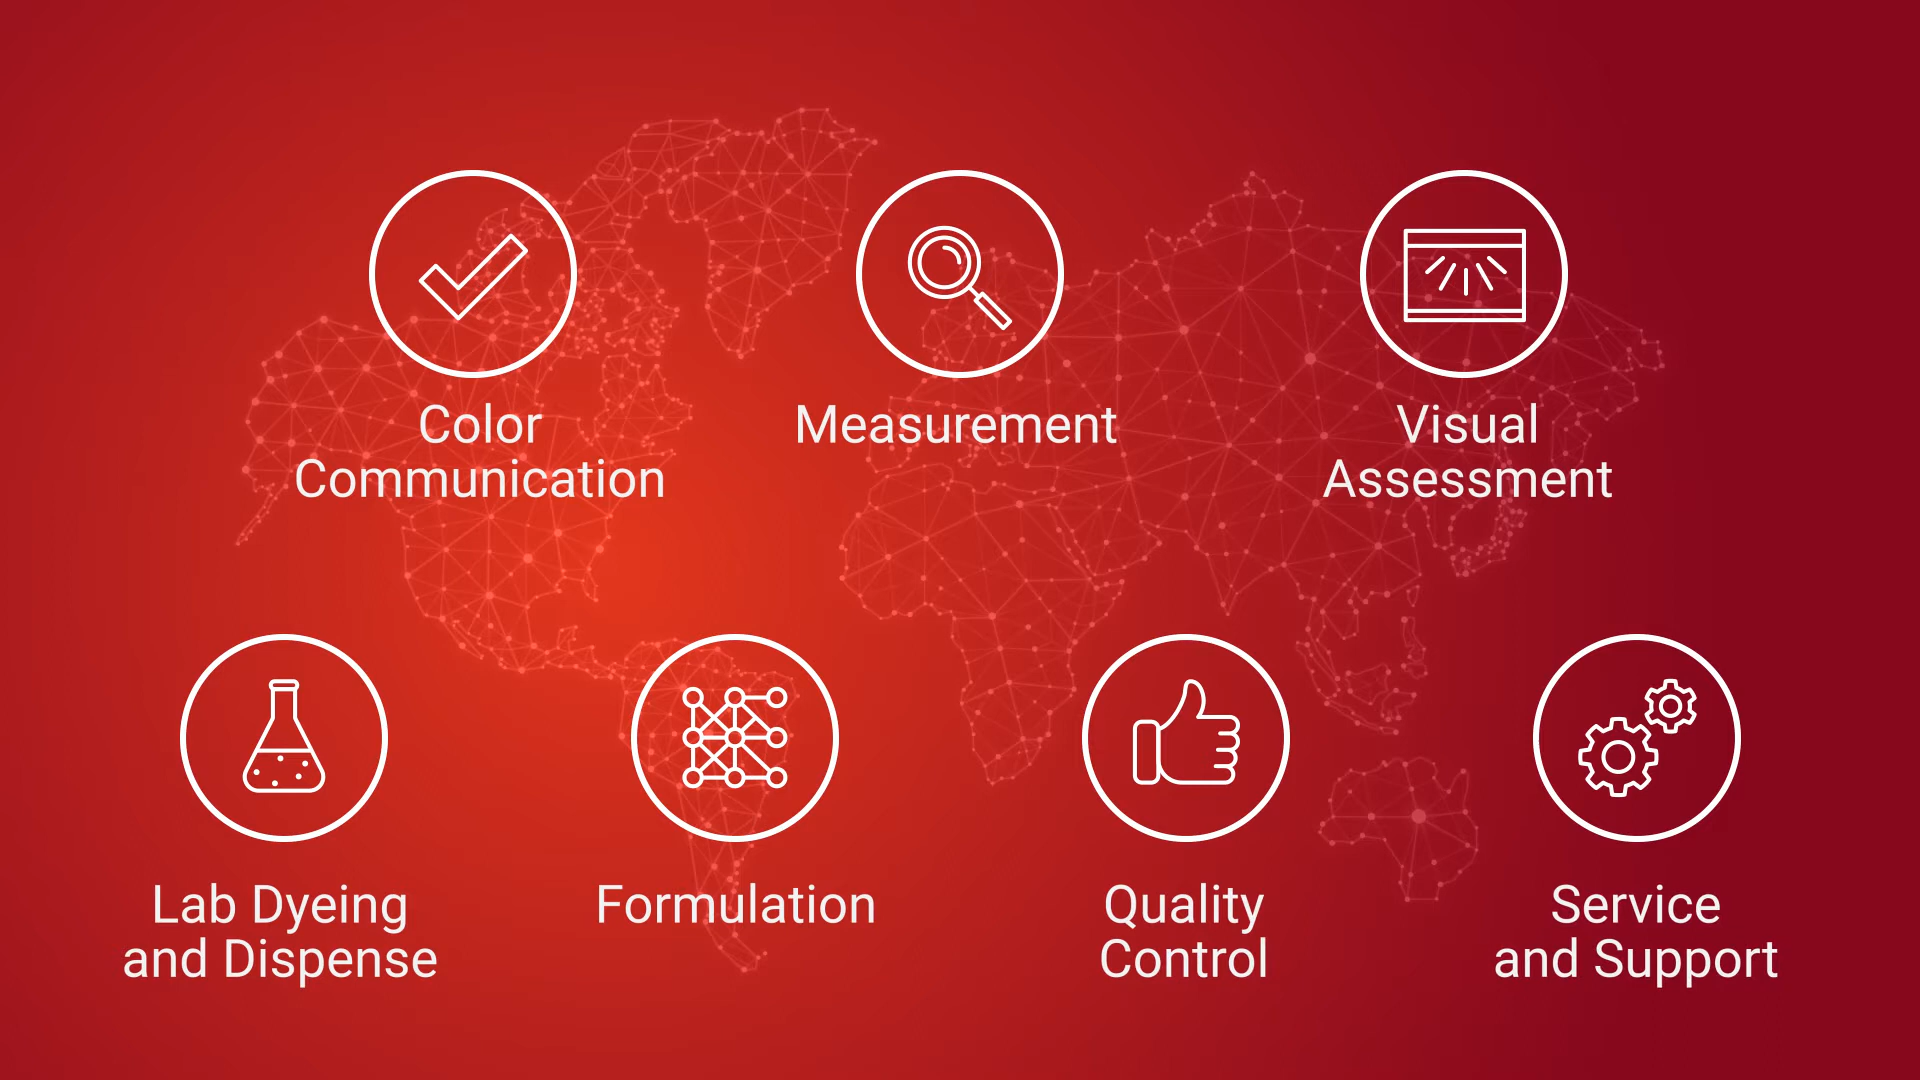 Color
Communication
Measurement
Visual
Assessment
Lab Dyeing
and Dispense
Formulation
Quality
Control
Service
and Support